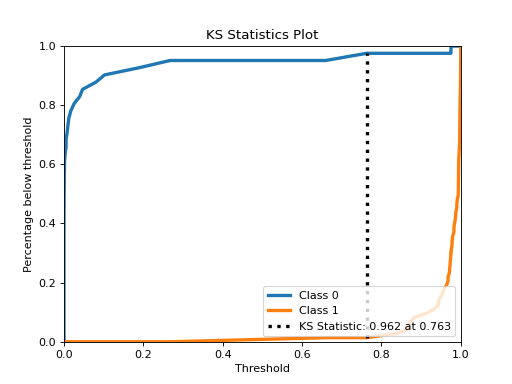 KS Statistics Plot
1.0
0.8
0.6
0.4
0.2
0.0
Percentage below threshold
Class 0
Class 1
KS Statistic: 0.962 at 0.763
0.0 0.2 0.4 0.6 0.8 1.0
Threshold